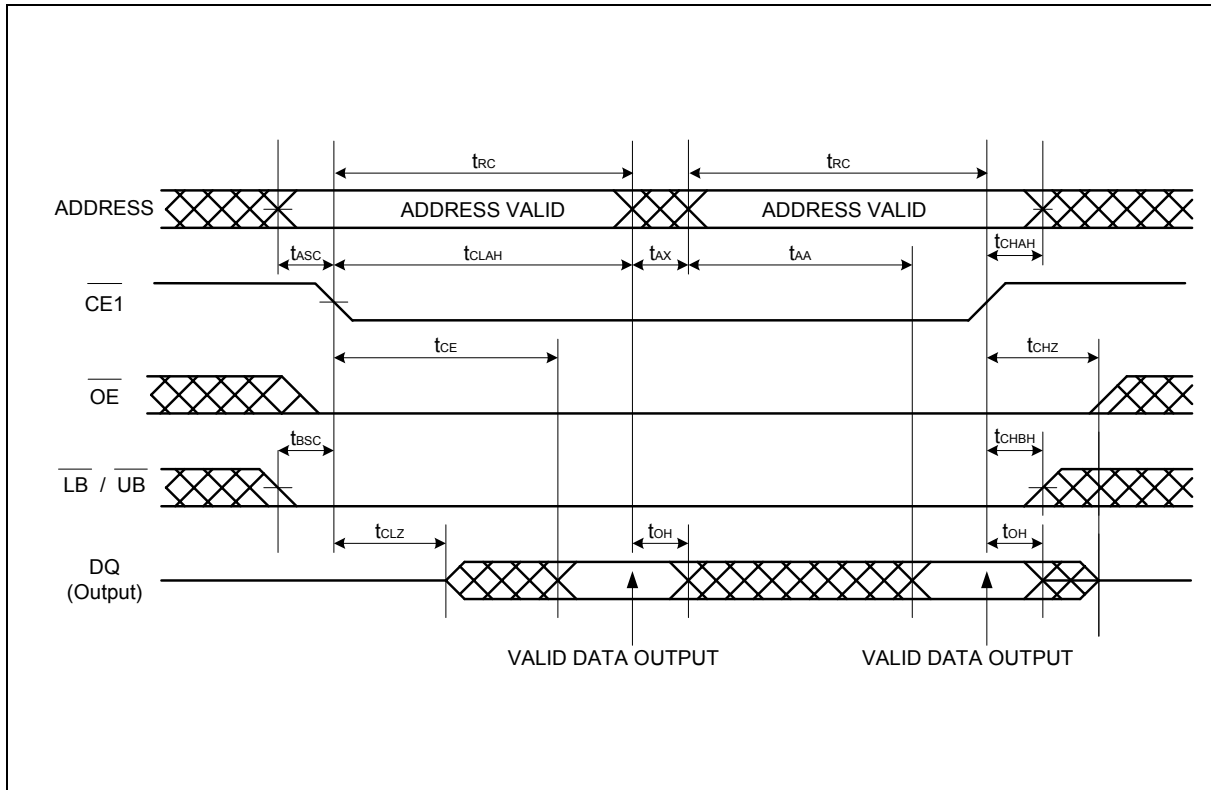 tRC tRC
ADDRESS ADDRESS VALID ADDRESS VALID
tASC tCLAH tAX tAA tCHAH
CE1
tCE tCHZ
OE
tBSC tCHBH
LB / UB
tCLZ tOH tOH
DQ
(Output)
VALID DATA OUTPUT VALID DATA OUTPUT